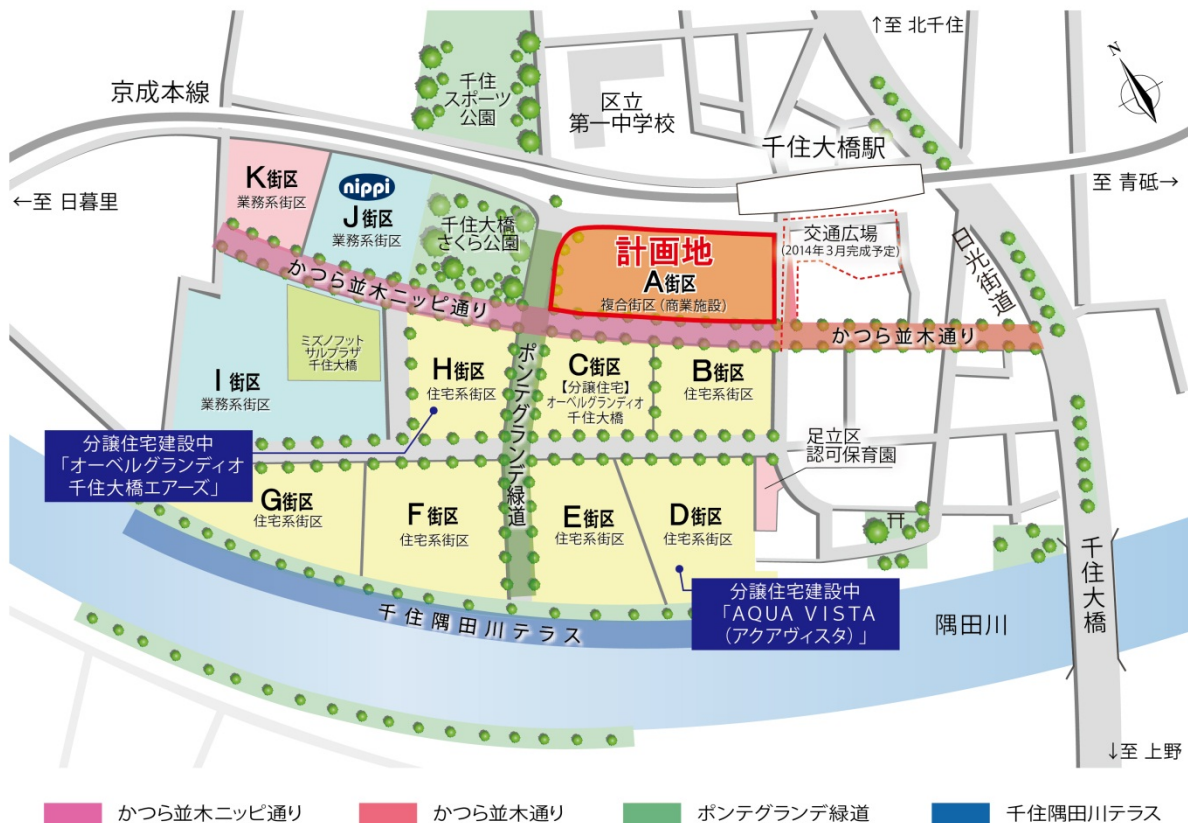 ↑至 北千住
N
千住
スポーツ
公園
区立
第一中学校
京成本線
千住大橋駅
至 青砥→
←至 日暮里
K街区
業務系街区
nippi
J街区
業務系街区
千住大橋
さくら公園
計画地
A街区
複合街区（商業施設）
交通広場
（2014年3月完成予定）
日光街道
かつら並木ニッピ通り
かつら並木通り
ミズノフット
サルプラザ
千住大橋
I街区
業務系街区
H街区
住宅系街区
ポンテグランデ緑道
C街区
【分譲住宅】
オーベルグランディオ
千住大橋
B街区
住宅系街区
分譲住宅建設中
「オーベルグランディオ
千住大橋エアーズ」
足立区
認可保育園
G街区
住宅系街区
F街区
住宅系街区
E街区
住宅系街区
D街区
住宅系街区
千住隅田川テラス
分譲住宅建設中
「AQUA VISTA
（アクアヴィスタ）」
隅田川
千住大橋
↓至 上野
かつら並木ニッピ通り
かつら並木通り
ポンテグランデ緑道
千住隅田川テラス